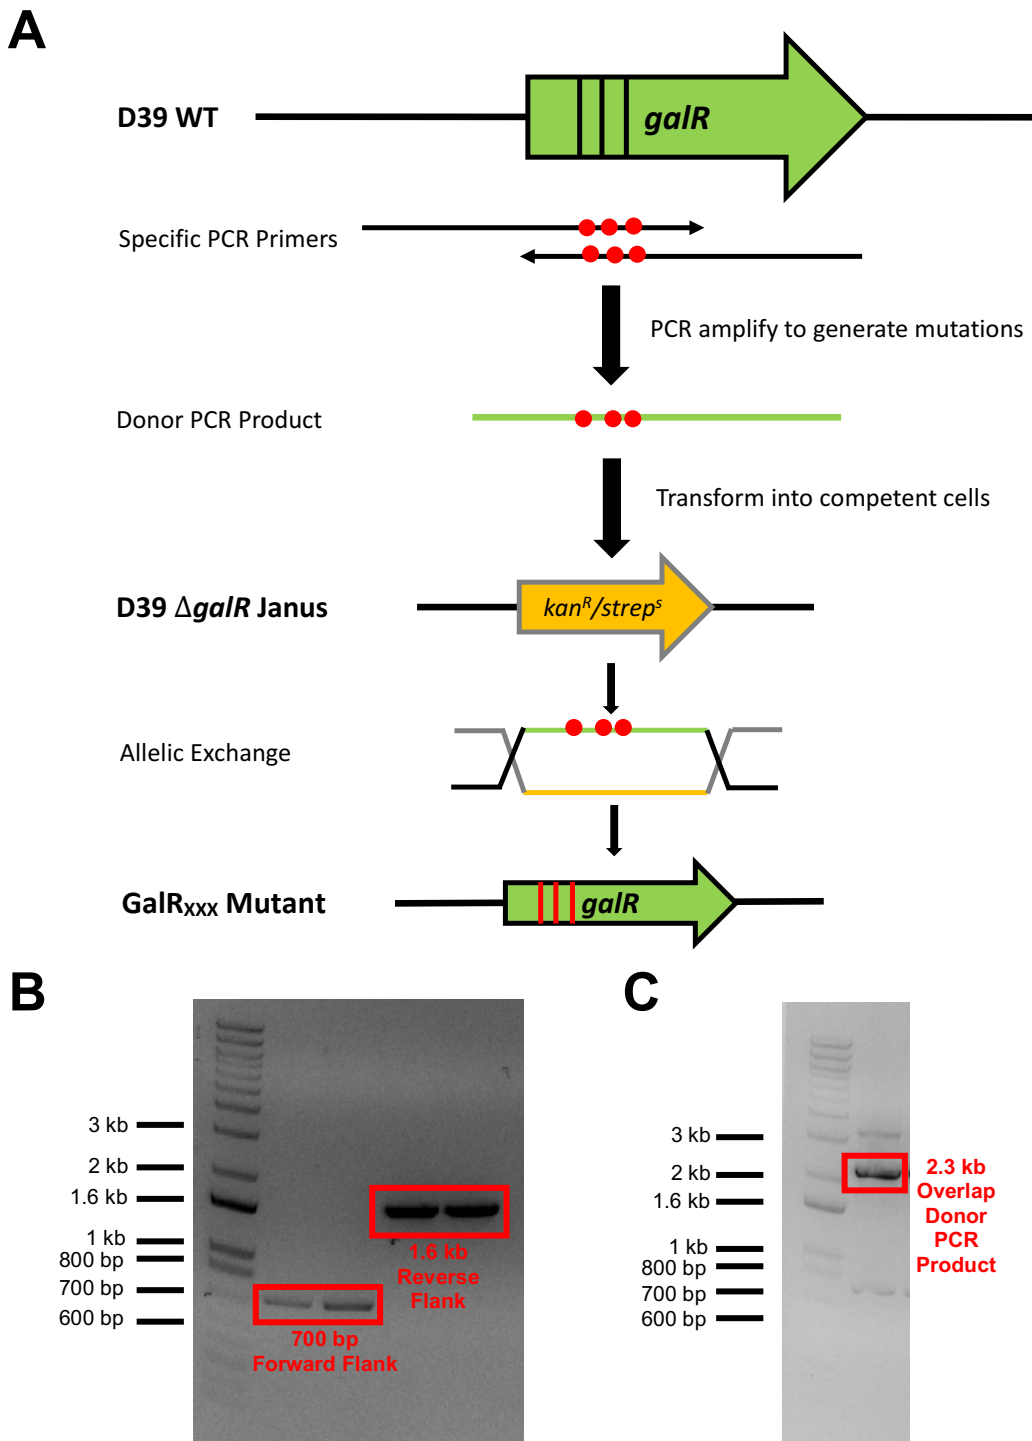 A
D39 WT
galR
Specific PCR Primers
PCR amplify to generate mutations
Donor PCR Product
Transform into competent cells
D39 ΔgalR Janus
kanᴿ/strepˢ
Allelic Exchange
GalRxxx Mutant
galR
B
3 kb
2 kb
1.6 kb
1 kb
800 bp
700 bp
600 bp
1.6 kb
Reverse
Flank
700 bp
Forward Flank
C
3 kb
2 kb
1.6 kb
1 kb
800 bp
700 bp
600 bp
2.3 kb
Overlap
Donor
PCR
Product